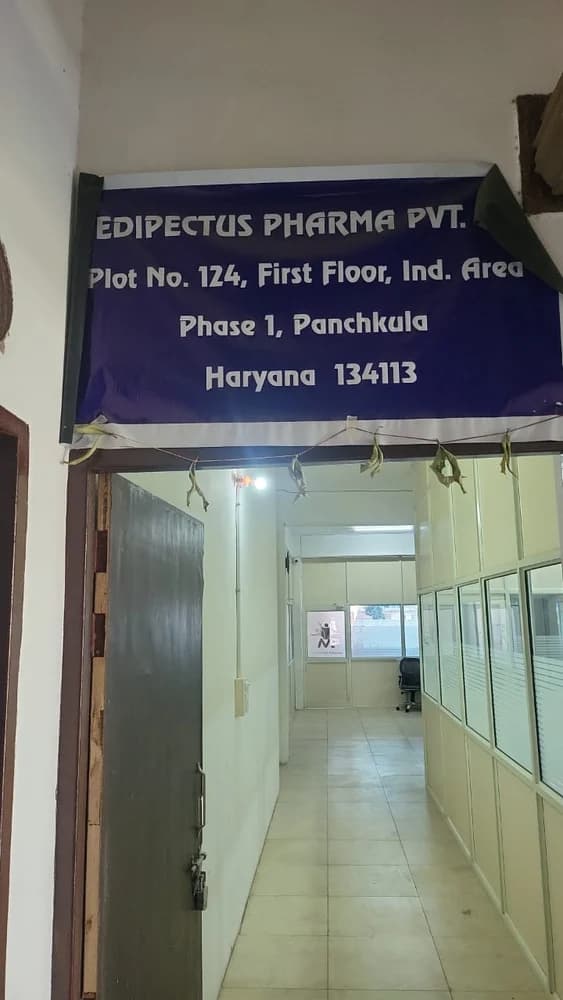 EDIPECTUS PHARMA PVT.
Plot No. 124, First Floor, Ind. Area
Phase 1, Panchkula
Haryana 134113